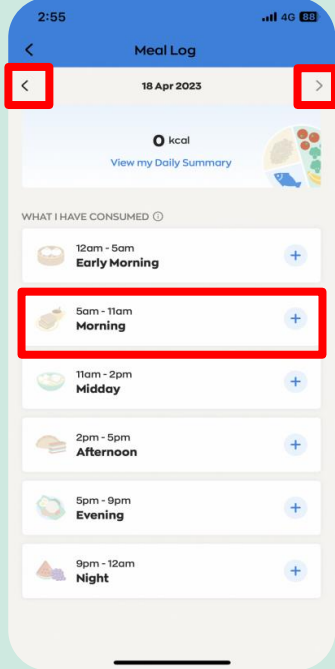 2:55 4G 88
Meal Log
18 Apr 2023
0 kcal
View my Daily Summary
WHAT I HAVE CONSUMED
12am - 5am
Early Morning
5am - 11am
Morning
11am - 2pm
Midday
2pm - 5pm
Afternoon
5pm - 9pm
Evening
9pm - 12am
Night